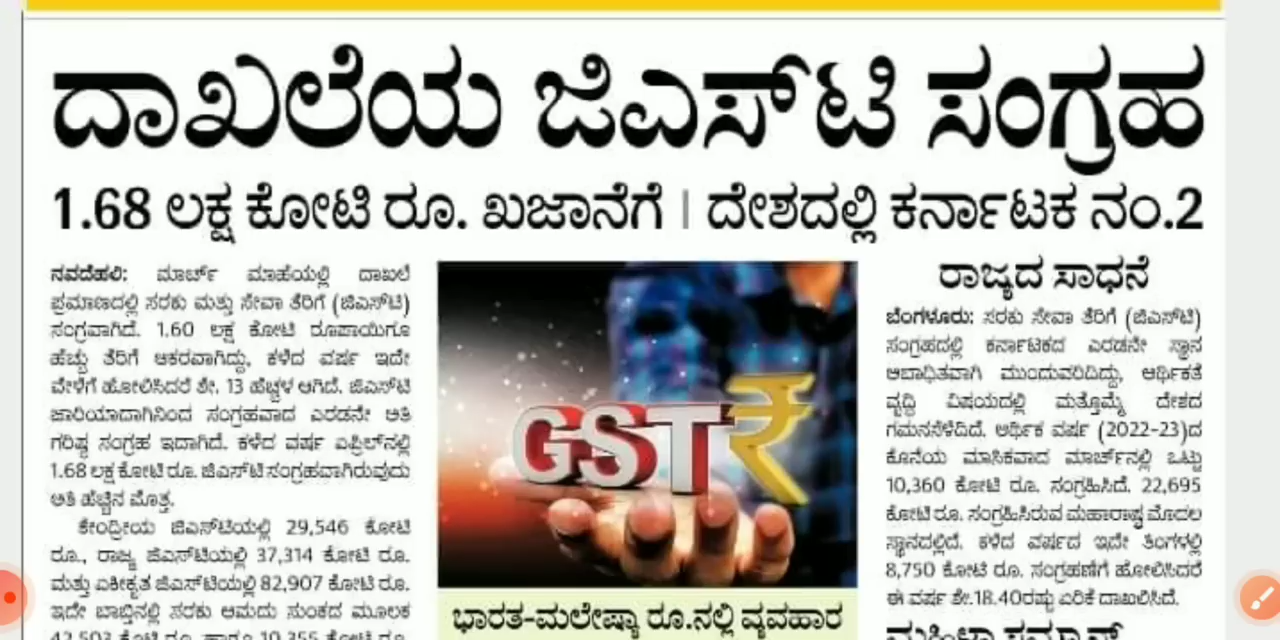 ದಾಖಲೆಯ ಜಿಎಸ್‌ಟಿ ಸಂಗ್ರಹ
1.68 ಲಕ್ಷ ಕೋಟಿ ರೂ. ಖಜಾನೆಗೆ | ದೇಶದಲ್ಲಿ ಕರ್ನಾಟಕ ನಂ.2
ನವದೆಹಲಿ: ಮಾರ್ಚ್ ಮಾಹೆಯಲ್ಲಿ ದಾಖಲೆ
ಪ್ರಮಾಣದಲ್ಲಿ ಸರಕು ಮತ್ತು ಸೇವಾ ತೆರಿಗೆ (ಜಿಎಸ್‌ಟಿ)
ಸಂಗ್ರವಾಗಿದೆ. 1.60 ಲಕ್ಷ ಕೋಟಿ ರೂಪಾಯಿಗೂ
ಹೆಚ್ಚು ತೆರಿಗೆ ಆಕರವಾಗಿದ್ದು, ಕಳೆದ ವರ್ಷ ಇದೇ
ವೇಳೆಗೆ ಹೋಲಿಸಿದರೆ ಶೇ. 13 ಹೆಚ್ಚಳ ಆಗಿದೆ. ಜಿಎಸ್‌ಟಿ
ಜಾರಿಯಾದಾಗಿನಿಂದ ಸಂಗ್ರಹವಾದ ಎರಡನೇ ಅತಿ
ಗರಿಷ್ಠ ಸಂಗ್ರಹ ಇದಾಗಿದೆ. ಕಳೆದ ವರ್ಷ ಏಪ್ರಿಲ್‌ನಲ್ಲಿ
1.68 ಲಕ್ಷ ಕೋಟಿ ರೂ. ಜಿಎಸ್‌ಟಿ ಸಂಗ್ರಹವಾಗಿರುವುದು
ಅತಿ ಹೆಚ್ಚಿನ ಮೊತ್ತ.
ಕೇಂದ್ರೀಯ ಜಿಎಸ್‌ಟಿಯಲ್ಲಿ 29,546 ಕೋಟಿ
ರೂ., ರಾಜ್ಯ ಜಿಎಸ್‌ಟಿಯಲ್ಲಿ 37,314 ಕೋಟಿ ರೂ.
ಮತ್ತು ಏಕೀಕೃತ ಜಿಎಸ್‌ಟಿಯಲ್ಲಿ 82,907 ಕೋಟಿ ರೂ.
ಇದೇ ಬಾಬ್ತಿನಲ್ಲಿ ಸರಕು ಆಮದು ಸುಂಕದ ಮೂಲಕ
42,503 ಕೋಟಿ ರೂ. ಹಾಗೂ 10,355 ಕೋಟಿ ರೂ.
GST₹
ಭಾರತ-ಮಲೇಷ್ಯಾ ರೂ.ನಲ್ಲಿ ವ್ಯವಹಾರ
ರಾಜ್ಯದ ಸಾಧನೆ
ಬೆಂಗಳೂರು: ಸರಕು ಸೇವಾ ತೆರಿಗೆ (ಜಿಎಸ್‌ಟಿ)
ಸಂಗ್ರಹದಲ್ಲಿ ಕರ್ನಾಟಕದ ಎರಡನೇ ಸ್ಥಾನ
ಅಬಾಧಿತವಾಗಿ ಮುಂದುವರಿದಿದ್ದು, ಆರ್ಥಿಕತೆ
ವೃದ್ಧಿ ವಿಷಯದಲ್ಲಿ ಮತ್ತೊಮ್ಮೆ ದೇಶದ
ಗಮನಸೆಳೆದಿದೆ. ಆರ್ಥಿಕ ವರ್ಷ (2022-23)ದ
ಕೊನೆಯ ಮಾಸಿಕವಾದ ಮಾರ್ಚ್‌ನಲ್ಲಿ ಒಟ್ಟು
10,360 ಕೋಟಿ ರೂ. ಸಂಗ್ರಹಿಸಿದೆ. 22,695
ಕೋಟಿ ರೂ. ಸಂಗ್ರಹಿಸಿರುವ ಮಹಾರಾಷ್ಟ್ರ ಮೊದಲ
ಸ್ಥಾನದಲ್ಲಿದೆ. ಕಳೆದ ವರ್ಷದ ಇದೇ ತಿಂಗಳಲ್ಲಿ
8,750 ಕೋಟಿ ರೂ. ಸಂಗ್ರಹಣೆಗೆ ಹೋಲಿಸಿದರೆ
ಈ ವರ್ಷ ಶೇ.18.40ರಷ್ಟು ಏರಿಕೆ ದಾಖಲಿಸಿದೆ.